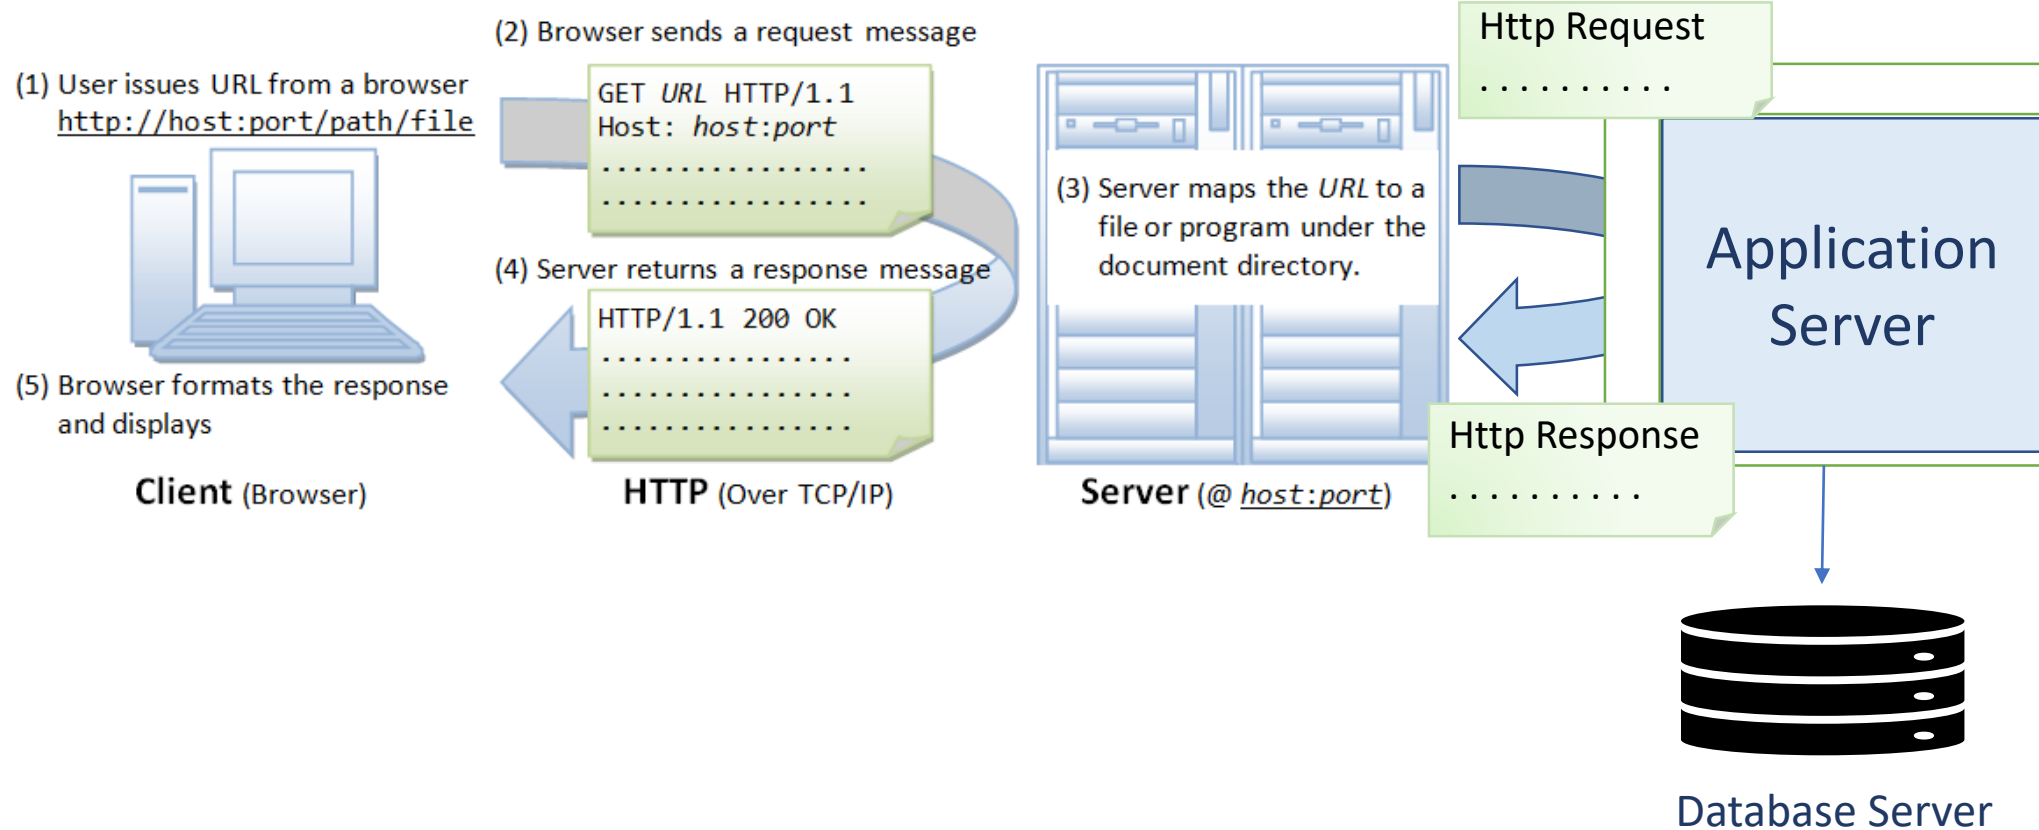 (1) User issues URL from a browser
http://host:port/path/file
(2) Browser sends a request message
GET URL HTTP/1.1
Host: host:port
.................
.................
(3) Server maps the URL to a
file or program under the
document directory.
(4) Server returns a response message
HTTP/1.1 200 OK
................
................
................
(5) Browser formats the response
and displays
Client (Browser)
HTTP (Over TCP/IP)
Server (@ host:port)
Http Request
. . . . . . . . . .
Application
Server
Http Response
. . . . . . . . . .
Database Server